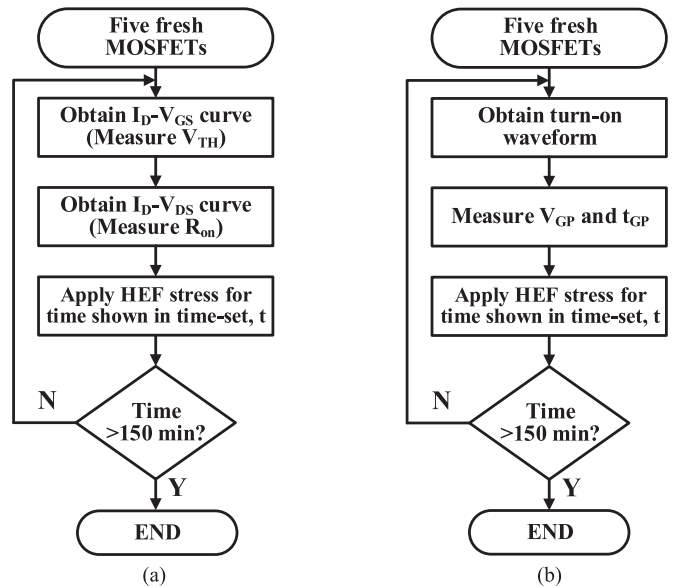 Five fresh
MOSFETs
Obtain I_D-V_GS curve
(Measure V_TH)
Obtain I_D-V_DS curve
(Measure R_on)
Apply HEF stress for
time shown in time-set, t
N
Time
>150 min?
Y
END
(a)
Five fresh
MOSFETs
Obtain turn-on
waveform
Measure V_GP and t_GP
Apply HEF stress for
time shown in time-set, t
N
Time
>150 min?
Y
END
(b)